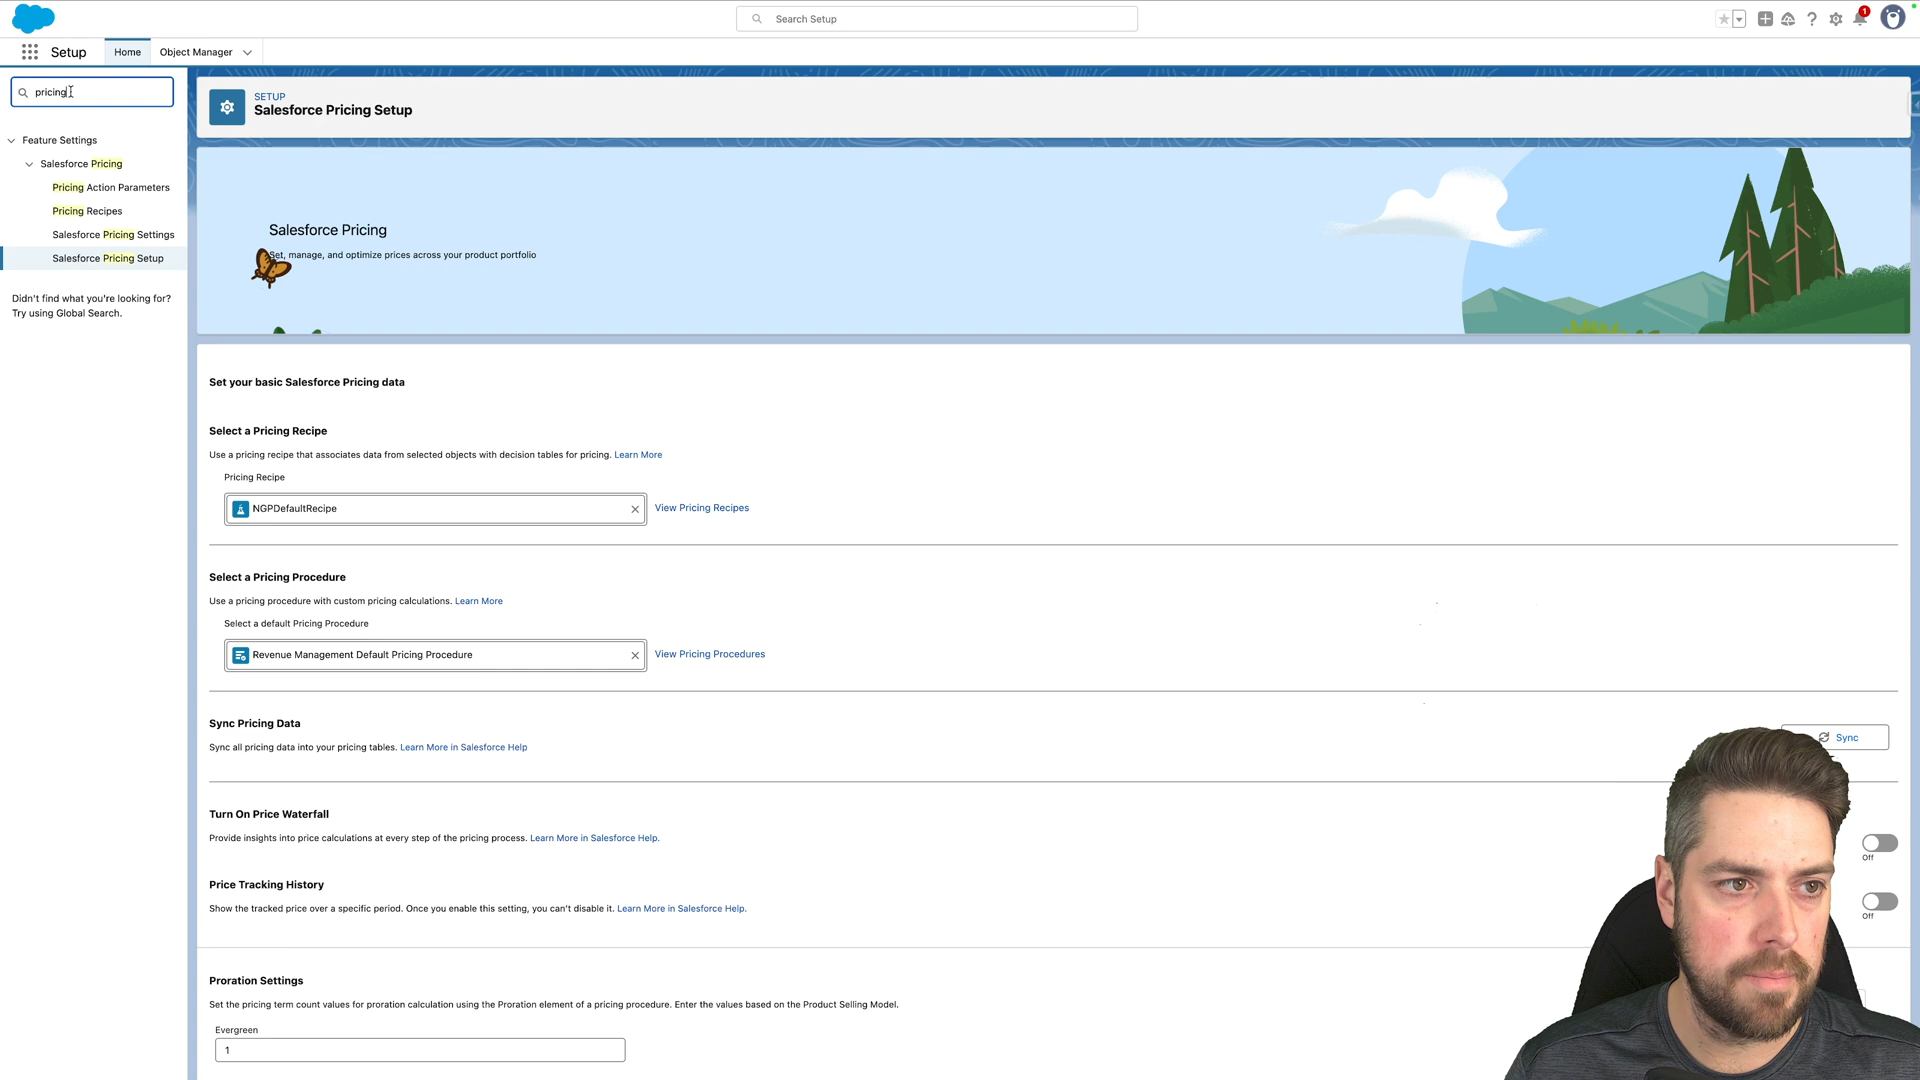 Search Setup
1
Setup
Home
Object Manager
pricing
Feature Settings
Salesforce Pricing
Pricing Action Parameters
Pricing Recipes
Salesforce Pricing Settings
Salesforce Pricing Setup
Didn't find what you're looking for?
Try using Global Search.
SETUP
Salesforce Pricing Setup
Salesforce Pricing
Set, manage, and optimize prices across your product portfolio
Set your basic Salesforce Pricing data
Select a Pricing Recipe
Use a pricing recipe that associates data from selected objects with decision tables for pricing. Learn More
Pricing Recipe
NGPDefaultRecipe
View Pricing Recipes
Select a Pricing Procedure
Use a pricing procedure with custom pricing calculations. Learn More
Select a default Pricing Procedure
Revenue Management Default Pricing Procedure
View Pricing Procedures
Sync Pricing Data
Sync all pricing data into your pricing tables. Learn More in Salesforce Help
Sync
Turn On Price Waterfall
Provide insights into price calculations at every step of the pricing process. Learn More in Salesforce Help.
Off
Price Tracking History
Show the tracked price over a specific period. Once you enable this setting, you can't disable it. Learn More in Salesforce Help.
Off
Proration Settings
Set the pricing term count values for proration calculation using the Proration element of a pricing procedure. Enter the values based on the Product Selling Model.
Evergreen
1